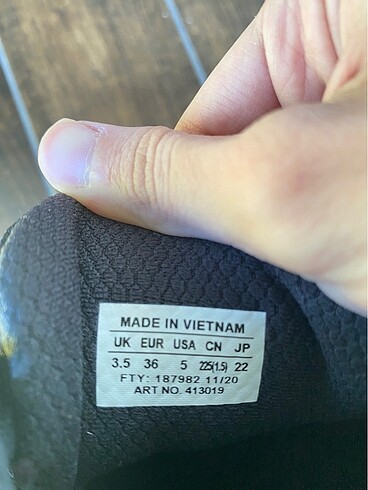 MADE IN VIETNAM
UK EUR USA CN JP
3.5 36 5 225(1.5) 22
FTY: 187982 11/20
ART NO. 413019